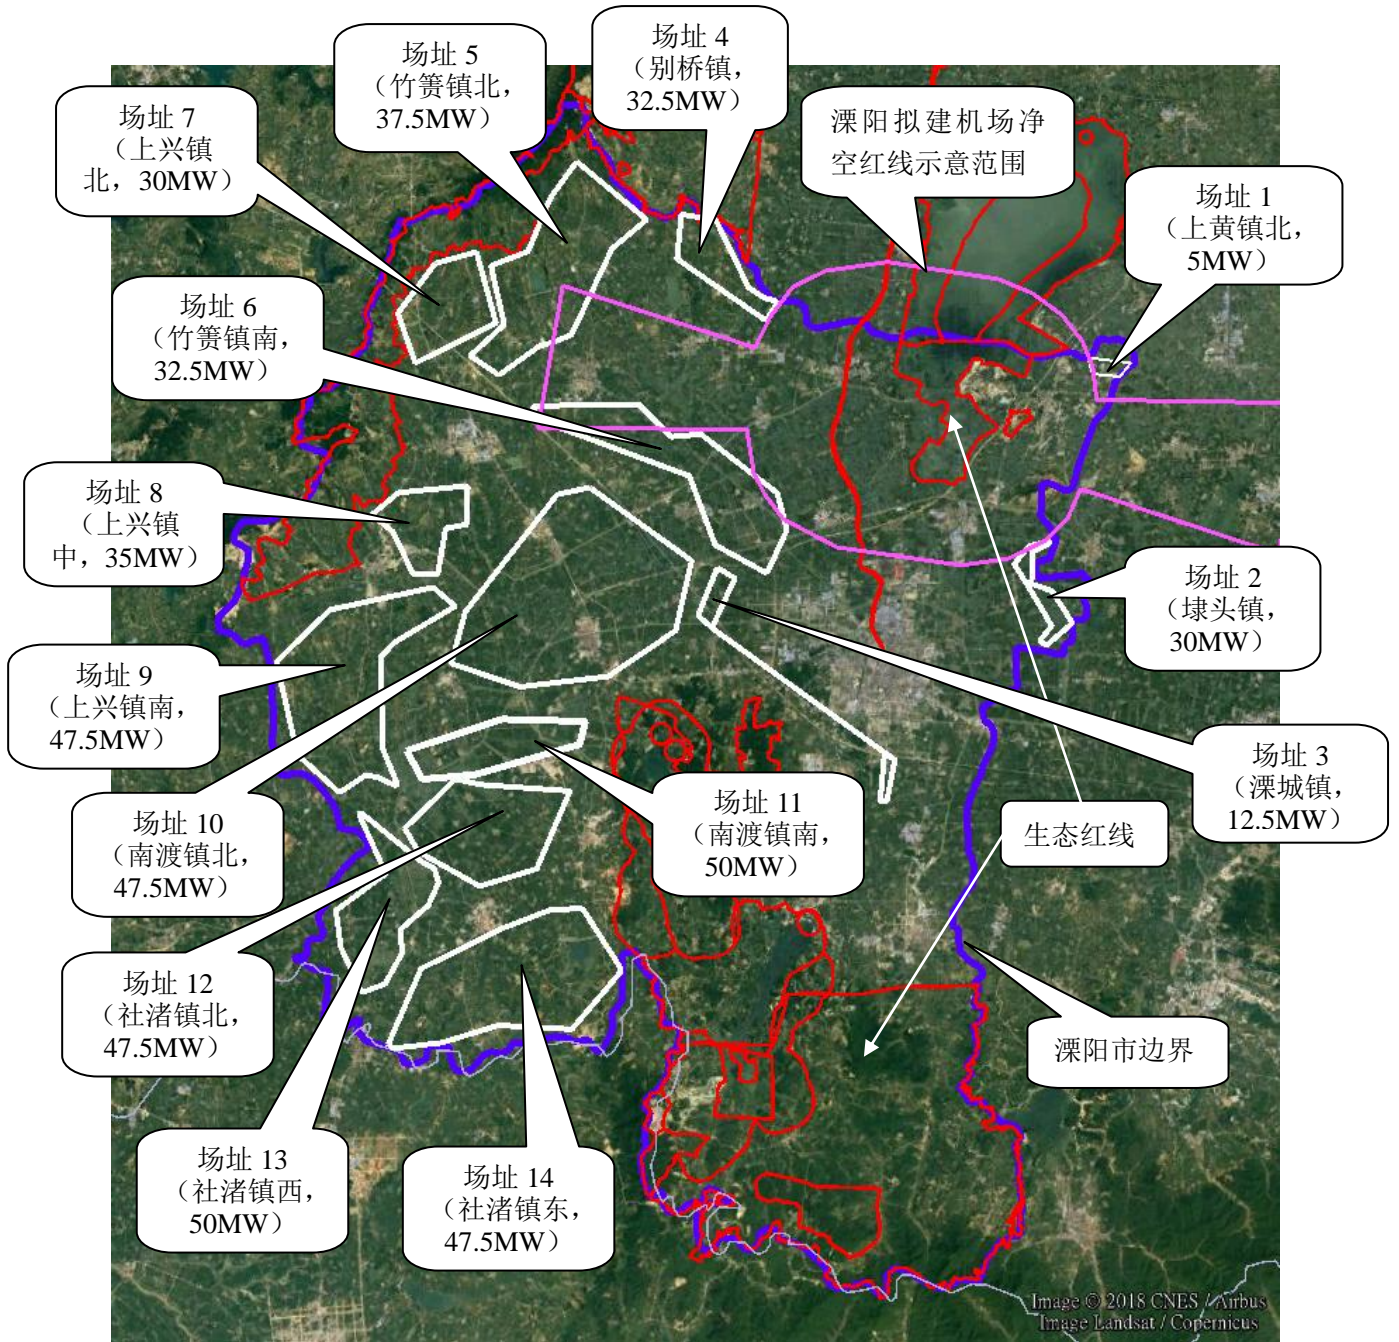 场址 5
（竹箦镇北，
37.5MW）
场址 4
（别桥镇，
32.5MW）
场址 7
（上兴镇
北，30MW）
溧阳拟建机场净
空红线示意范围
场址 1
（上黄镇北，
5MW）
场址 6
（竹箦镇南，
32.5MW）
场址 8
（上兴镇
中，35MW）
场址 2
（埭头镇，
30MW）
场址 9
（上兴镇南，
47.5MW）
场址 3
（溧城镇，
12.5MW）
场址 10
（南渡镇北，
47.5MW）
场址 11
（南渡镇南，
50MW）
生态红线
场址 12
（社渚镇北，
47.5MW）
溧阳市边界
场址 13
（社渚镇西，
50MW）
场址 14
（社渚镇东，
47.5MW）
Image © 2018 CNES / Airbus
Image Landsat / Copernicus